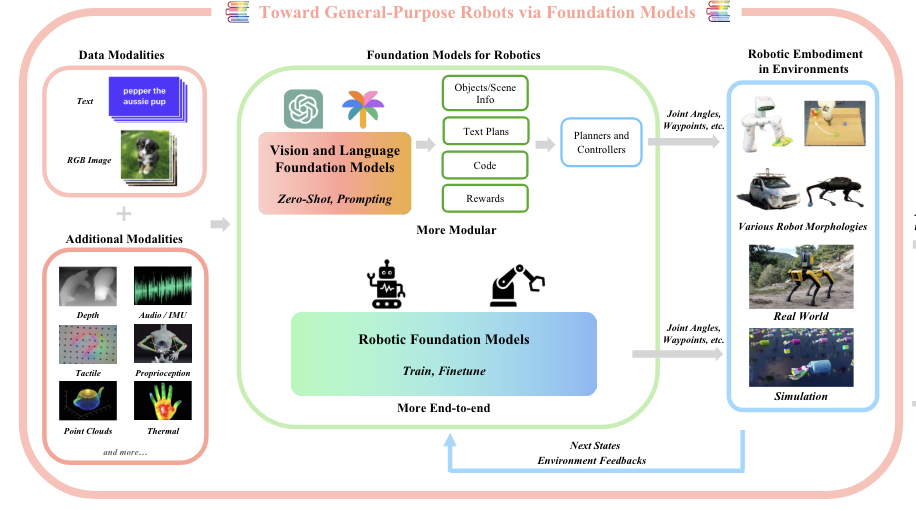 Toward General-Purpose Robots via Foundation Models
Data Modalities
Text
pepper the
aussie pup
RGB Image
+
Additional Modalities
Depth
Audio / IMU
Tactile
Proprioception
Point Clouds
Thermal
and more…
Foundation Models for Robotics
Vision and Language
Foundation Models
Zero-Shot, Prompting
Objects/Scene
Info
Text Plans
Code
Rewards
Planners and
Controllers
More Modular
Robotic Foundation Models
Train, Finetune
More End-to-end
Joint Angles,
Waypoints, etc.
Joint Angles,
Waypoints, etc.
Next States
Environment Feedbacks
Robotic Embodiment
in Environments
Various Robot Morphologies
Real World
Simulation